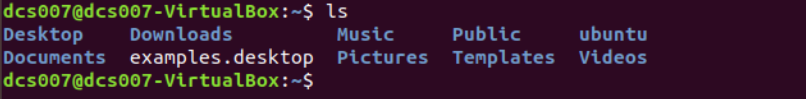 dcs007@dcs007-VirtualBox:~$ ls
Desktop Downloads Music Public ubuntu
Documents examples.desktop Pictures Templates Videos
dcs007@dcs007-VirtualBox:~$